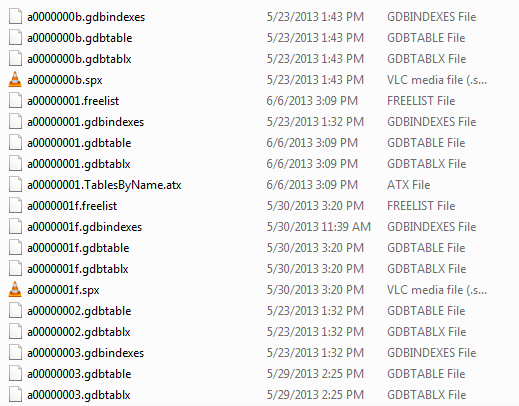 a0000000b.gdbindexes 5/23/2013 1:43 PM GDBINDEXES File
a0000000b.gdbtable 5/23/2013 1:43 PM GDBTABLE File
a0000000b.gdbtablx 5/23/2013 1:43 PM GDBTABLX File
a0000000b.spx 5/23/2013 1:43 PM VLC media file (.s...
a00000001.freelist 6/6/2013 3:09 PM FREELIST File
a00000001.gdbindexes 5/23/2013 1:32 PM GDBINDEXES File
a00000001.gdbtable 6/6/2013 3:09 PM GDBTABLE File
a00000001.gdbtablx 6/6/2013 3:09 PM GDBTABLX File
a00000001.TablesByName.atx 6/6/2013 3:09 PM ATX File
a0000001f.freelist 5/30/2013 3:20 PM FREELIST File
a0000001f.gdbindexes 5/30/2013 11:39 AM GDBINDEXES File
a0000001f.gdbtable 5/30/2013 3:20 PM GDBTABLE File
a0000001f.gdbtablx 5/30/2013 3:20 PM GDBTABLX File
a0000001f.spx 5/30/2013 3:20 PM VLC media file (.s...
a00000002.gdbtable 5/23/2013 1:32 PM GDBTABLE File
a00000002.gdbtablx 5/23/2013 1:32 PM GDBTABLX File
a00000003.gdbindexes 5/23/2013 1:32 PM GDBINDEXES File
a00000003.gdbtable 5/29/2013 2:25 PM GDBTABLE File
a00000003.gdbtablx 5/29/2013 2:25 PM GDBTABLX File